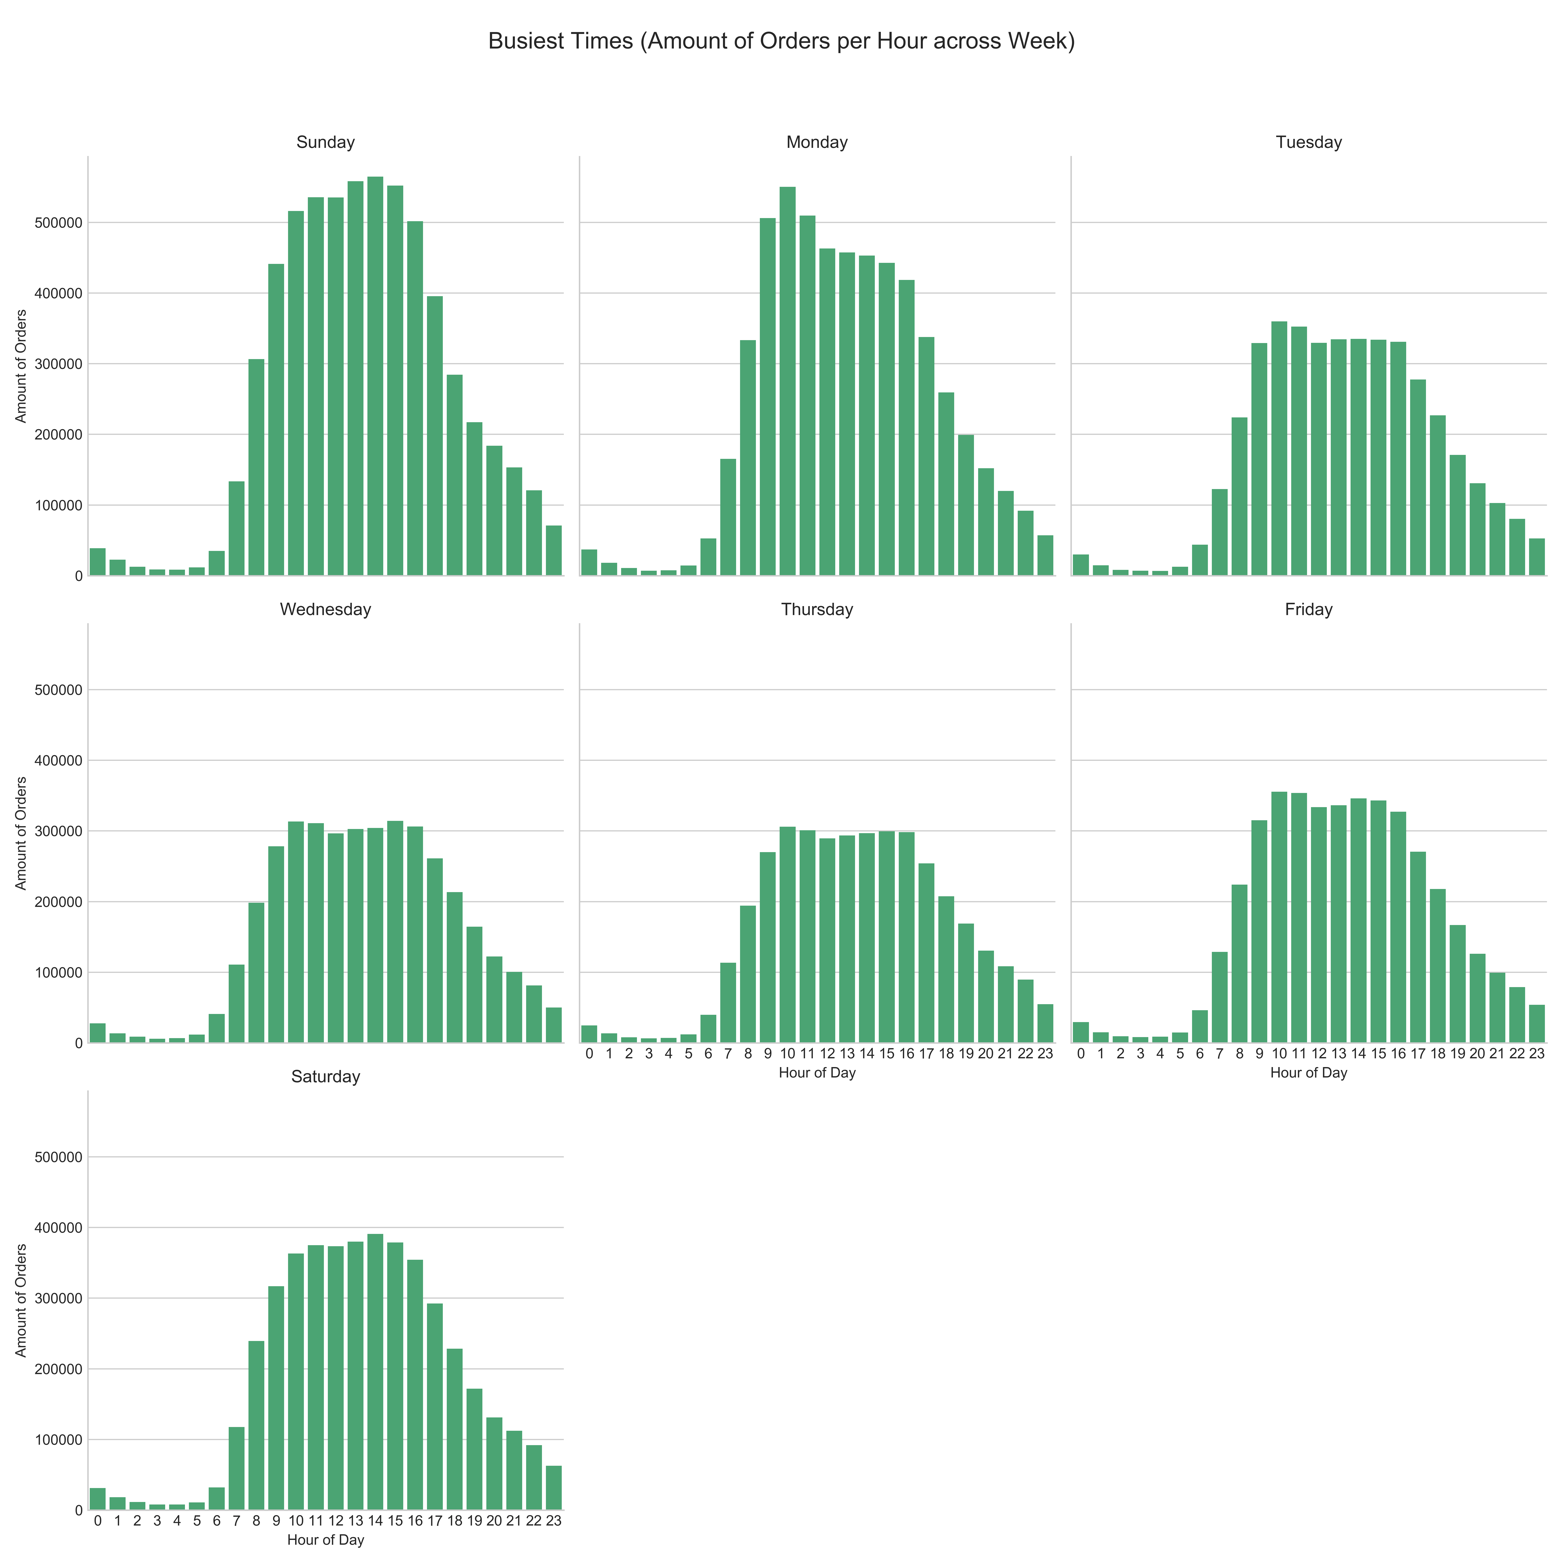 Busiest Times (Amount of Orders per Hour across Week)
Sunday
Monday
Tuesday
500000
400000
300000
200000
100000
0
Amount of Orders
Wednesday
Thursday
Friday
500000
400000
300000
200000
100000
0
Amount of Orders
0 1 2 3 4 5 6 7 8 9 10 11 12 13 14 15 16 17 18 19 20 21 22 23
Hour of Day
0 1 2 3 4 5 6 7 8 9 10 11 12 13 14 15 16 17 18 19 20 21 22 23
Hour of Day
Saturday
500000
400000
300000
200000
100000
0
Amount of Orders
0 1 2 3 4 5 6 7 8 9 10 11 12 13 14 15 16 17 18 19 20 21 22 23
Hour of Day